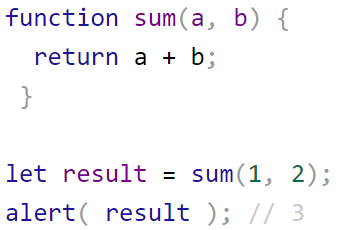 function sum(a, b) {
  return a + b;
 }

let result = sum(1, 2);
alert( result ); // 3